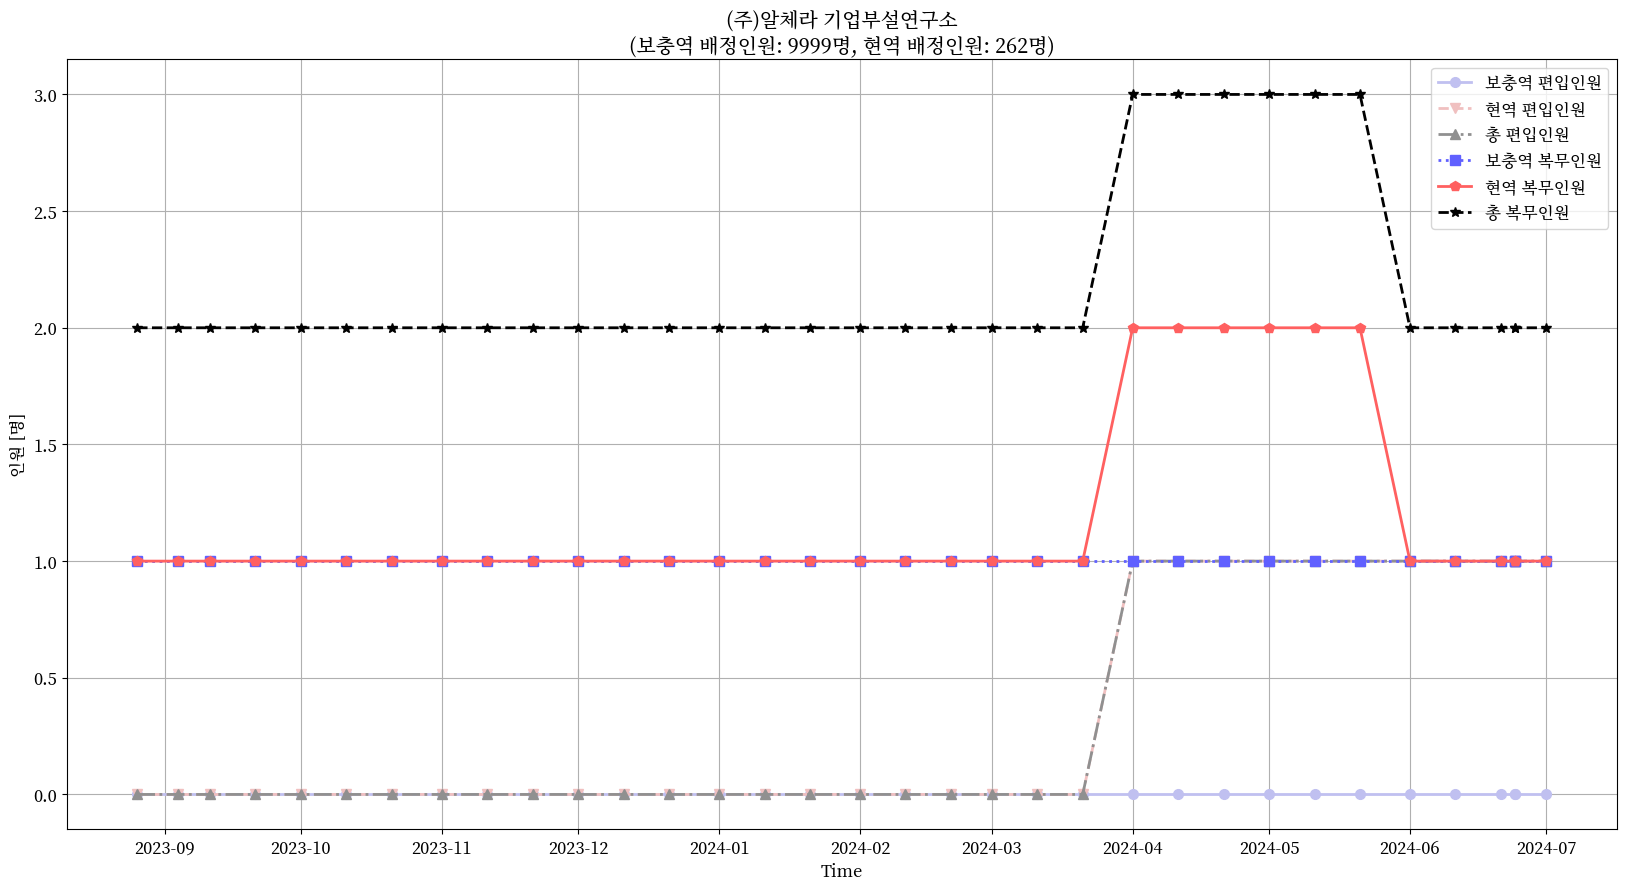 (주)알체라 기업부설연구소
(보충역 배정인원: 9999명, 현역 배정인원: 262명)
보충역 편입인원
현역 편입인원
총 편입인원
보충역 복무인원
현역 복무인원
총 복무인원
인원 [명]
3.0
2.5
2.0
1.5
1.0
0.5
0.0
2023-09 2023-10 2023-11 2023-12 2024-01 2024-02 2024-03 2024-04 2024-05 2024-06 2024-07
Time